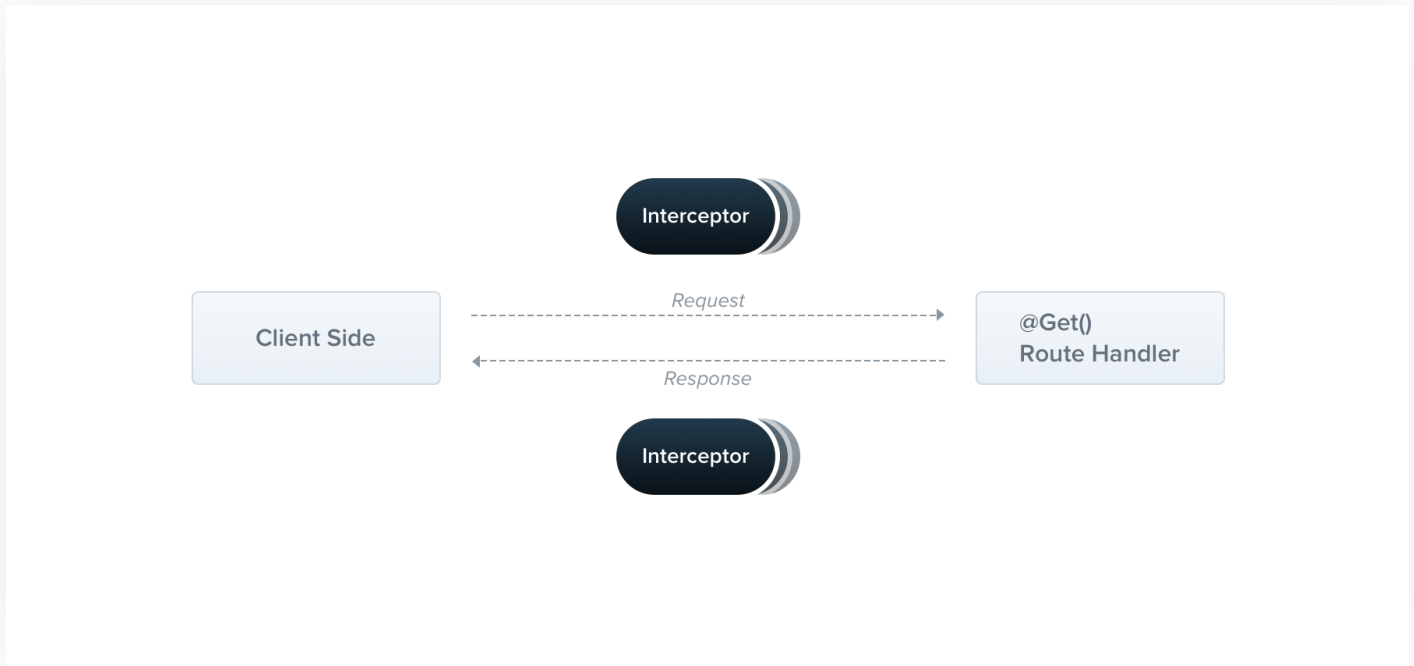 Interceptor
Request
Client Side
@Get()
Route Handler
Response
Interceptor